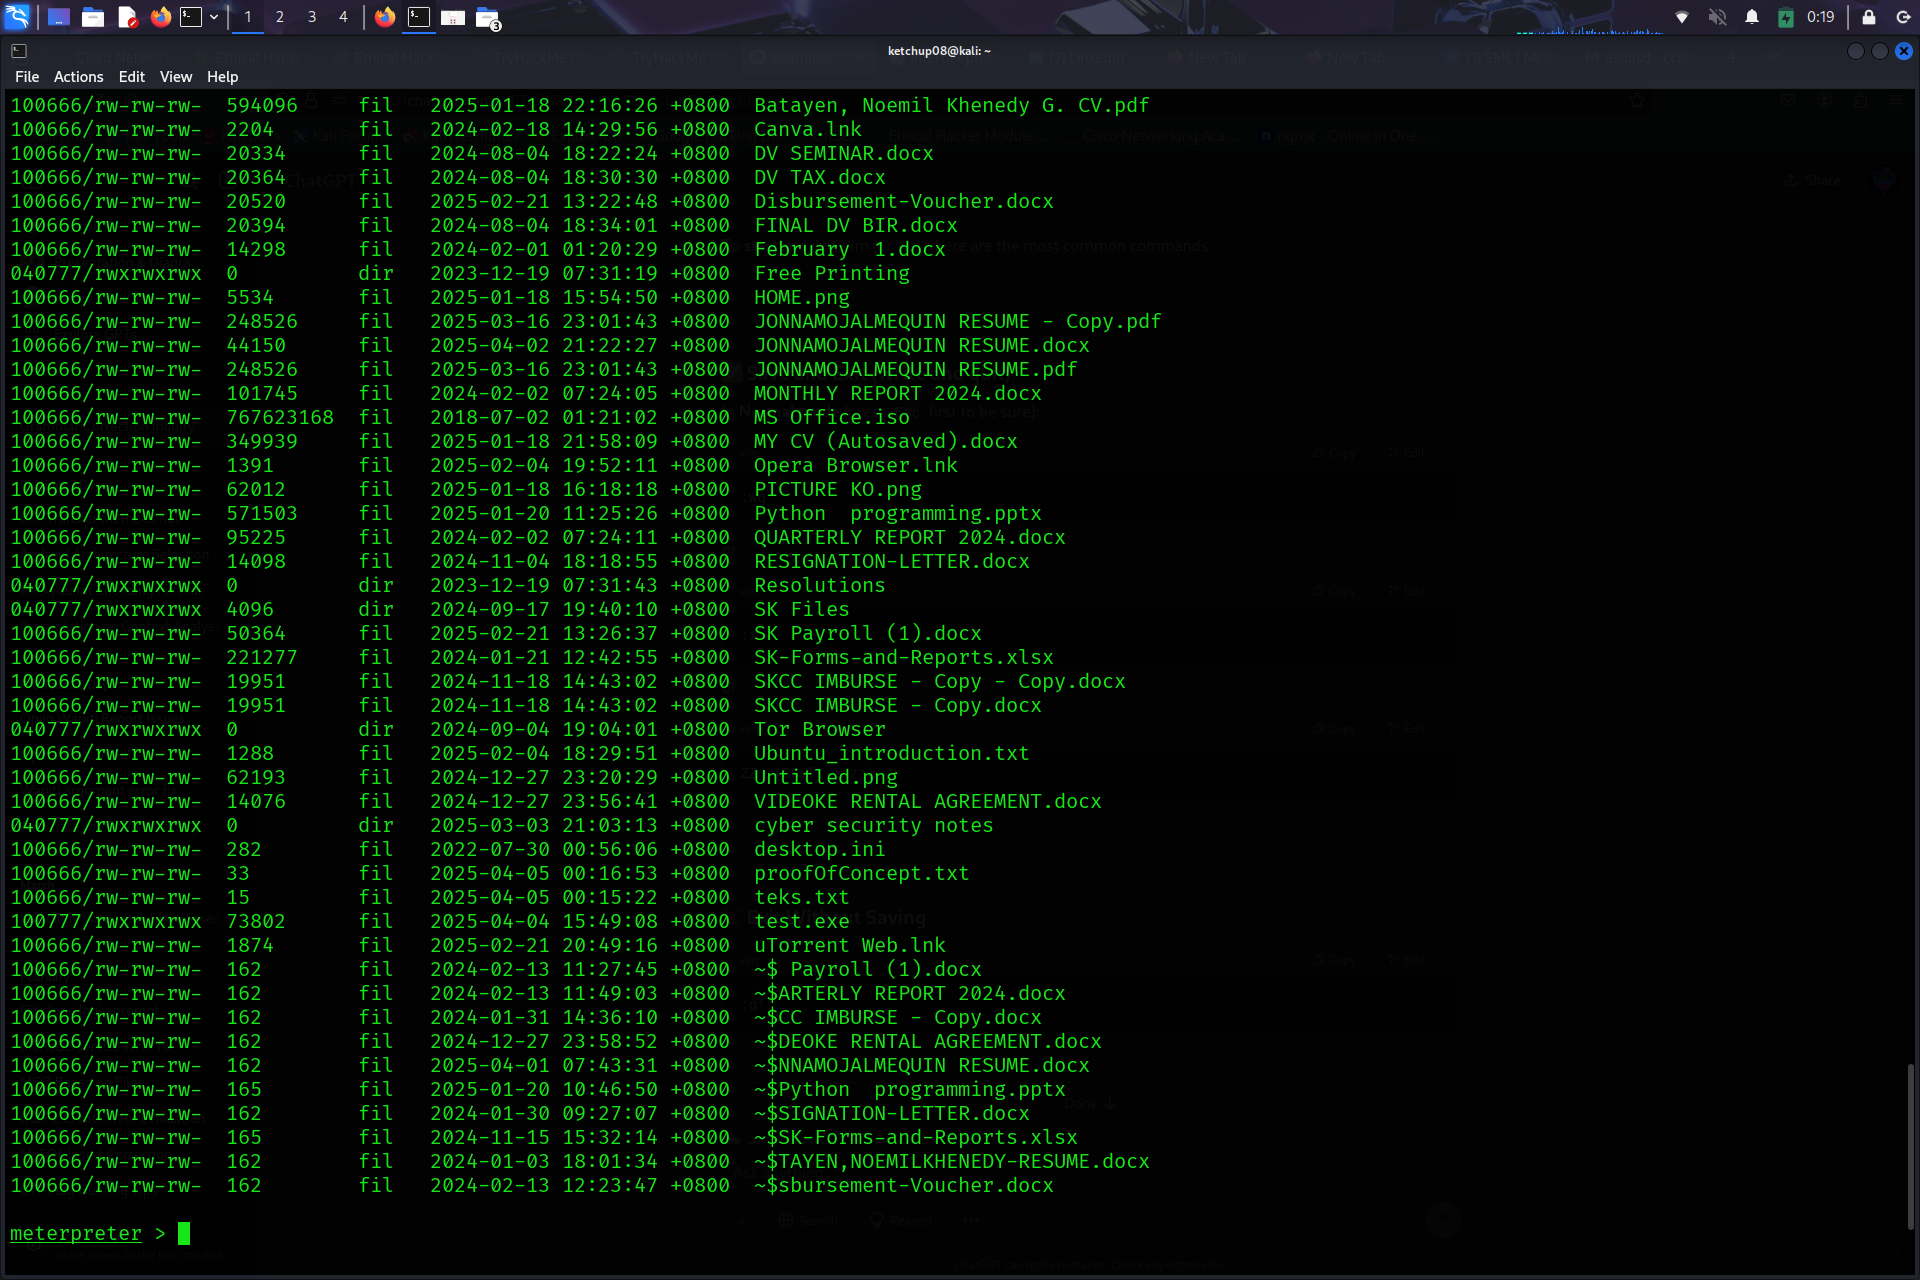 1 2 3 4 3 0:19
ketchup08@kali: ~
File Actions Edit View Help
100666/rw-rw-rw- 594096 fil 2025-01-18 22:16:26 +0800 Batayen, Noemil Khenedy G. CV.pdf
100666/rw-rw-rw- 2204 fil 2024-02-18 14:29:56 +0800 Canva.lnk
100666/rw-rw-rw- 20334 fil 2024-08-04 18:22:24 +0800 DV SEMINAR.docx
100666/rw-rw-rw- 20364 fil 2024-08-04 18:30:30 +0800 DV TAX.docx
100666/rw-rw-rw- 20520 fil 2025-02-21 13:22:48 +0800 Disbursement-Voucher.docx
100666/rw-rw-rw- 20394 fil 2024-08-04 18:34:01 +0800 FINAL DV BIR.docx
100666/rw-rw-rw- 14298 fil 2024-02-01 01:20:29 +0800 February  1.docx
040777/rwxrwxrwx 0 dir 2023-12-19 07:31:19 +0800 Free Printing
100666/rw-rw-rw- 5534 fil 2025-01-18 15:54:50 +0800 HOME.png
100666/rw-rw-rw- 248526 fil 2025-03-16 23:01:43 +0800 JONNAMOJALMEQUIN RESUME - Copy.pdf
100666/rw-rw-rw- 44150 fil 2025-04-02 21:22:27 +0800 JONNAMOJALMEQUIN RESUME.docx
100666/rw-rw-rw- 248526 fil 2025-03-16 23:01:43 +0800 JONNAMOJALMEQUIN RESUME.pdf
100666/rw-rw-rw- 101745 fil 2024-02-02 07:24:05 +0800 MONTHLY REPORT 2024.docx
100666/rw-rw-rw- 767623168 fil 2018-07-02 01:21:02 +0800 MS Office.iso
100666/rw-rw-rw- 349939 fil 2025-01-18 21:58:09 +0800 MY CV (Autosaved).docx
100666/rw-rw-rw- 1391 fil 2025-02-04 19:52:11 +0800 Opera Browser.lnk
100666/rw-rw-rw- 62012 fil 2025-01-18 16:18:18 +0800 PICTURE KO.png
100666/rw-rw-rw- 571503 fil 2025-01-20 11:25:26 +0800 Python  programming.pptx
100666/rw-rw-rw- 95225 fil 2024-02-02 07:24:11 +0800 QUARTERLY REPORT 2024.docx
100666/rw-rw-rw- 14098 fil 2024-11-04 18:18:55 +0800 RESIGNATION-LETTER.docx
040777/rwxrwxrwx 0 dir 2023-12-19 07:31:43 +0800 Resolutions
040777/rwxrwxrwx 4096 dir 2024-09-17 19:40:10 +0800 SK Files
100666/rw-rw-rw- 50364 fil 2025-02-21 13:26:37 +0800 SK Payroll (1).docx
100666/rw-rw-rw- 221277 fil 2024-01-21 12:42:55 +0800 SK-Forms-and-Reports.xlsx
100666/rw-rw-rw- 19951 fil 2024-11-18 14:43:02 +0800 SKCC IMBURSE - Copy - Copy.docx
100666/rw-rw-rw- 19951 fil 2024-11-18 14:43:02 +0800 SKCC IMBURSE - Copy.docx
040777/rwxrwxrwx 0 dir 2024-09-04 19:04:01 +0800 Tor Browser
100666/rw-rw-rw- 1288 fil 2025-02-04 18:29:51 +0800 Ubuntu_introduction.txt
100666/rw-rw-rw- 62193 fil 2024-12-27 23:20:29 +0800 Untitled.png
100666/rw-rw-rw- 14076 fil 2024-12-27 23:56:41 +0800 VIDEOKE RENTAL AGREEMENT.docx
040777/rwxrwxrwx 0 dir 2025-03-03 21:03:13 +0800 cyber security notes
100666/rw-rw-rw- 282 fil 2022-07-30 00:56:06 +0800 desktop.ini
100666/rw-rw-rw- 33 fil 2025-04-05 00:16:53 +0800 proofOfConcept.txt
100666/rw-rw-rw- 15 fil 2025-04-05 00:15:22 +0800 teks.txt
100777/rwxrwxrwx 73802 fil 2025-04-04 15:49:08 +0800 test.exe
100666/rw-rw-rw- 1874 fil 2025-02-21 20:49:16 +0800 uTorrent Web.lnk
100666/rw-rw-rw- 162 fil 2024-02-13 11:27:45 +0800 ~$ Payroll (1).docx
100666/rw-rw-rw- 162 fil 2024-02-13 11:49:03 +0800 ~$ARTERLY REPORT 2024.docx
100666/rw-rw-rw- 162 fil 2024-01-31 14:36:10 +0800 ~$CC IMBURSE - Copy.docx
100666/rw-rw-rw- 162 fil 2024-12-27 23:58:52 +0800 ~$DEOKE RENTAL AGREEMENT.docx
100666/rw-rw-rw- 162 fil 2025-04-01 07:43:31 +0800 ~$NNAMOJALMEQUIN RESUME.docx
100666/rw-rw-rw- 165 fil 2025-01-20 10:46:50 +0800 ~$Python  programming.pptx
100666/rw-rw-rw- 162 fil 2024-01-30 09:27:07 +0800 ~$SIGNATION-LETTER.docx
100666/rw-rw-rw- 165 fil 2024-11-15 15:32:14 +0800 ~$SK-Forms-and-Reports.xlsx
100666/rw-rw-rw- 162 fil 2024-01-03 18:01:34 +0800 ~$TAYEN,NOEMILKHENEDY-RESUME.docx
100666/rw-rw-rw- 162 fil 2024-02-13 12:23:47 +0800 ~$sbursement-Voucher.docx
meterpreter >